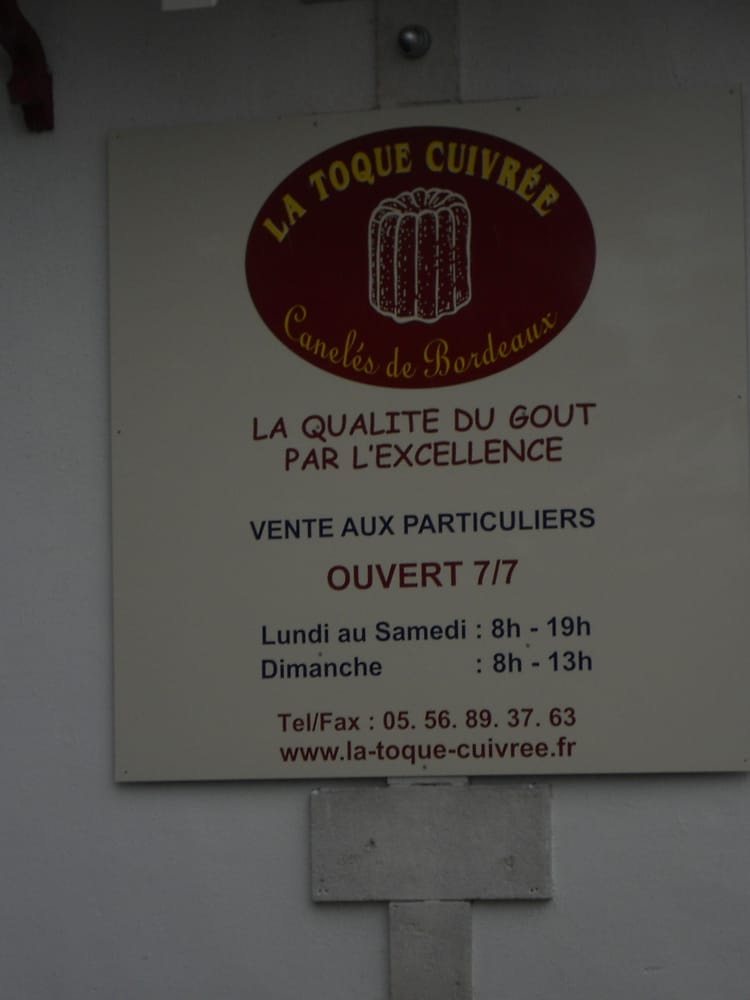 LA TOQUE CUIVRÉE
Canelés de Bordeaux
LA QUALITE DU GOUT
PAR L'EXCELLENCE
VENTE AUX PARTICULIERS
OUVERT 7/7
Lundi au Samedi : 8h - 19h
Dimanche : 8h - 13h
Tel/Fax : 05. 56. 89. 37. 63
www.la-toque-cuivree.fr